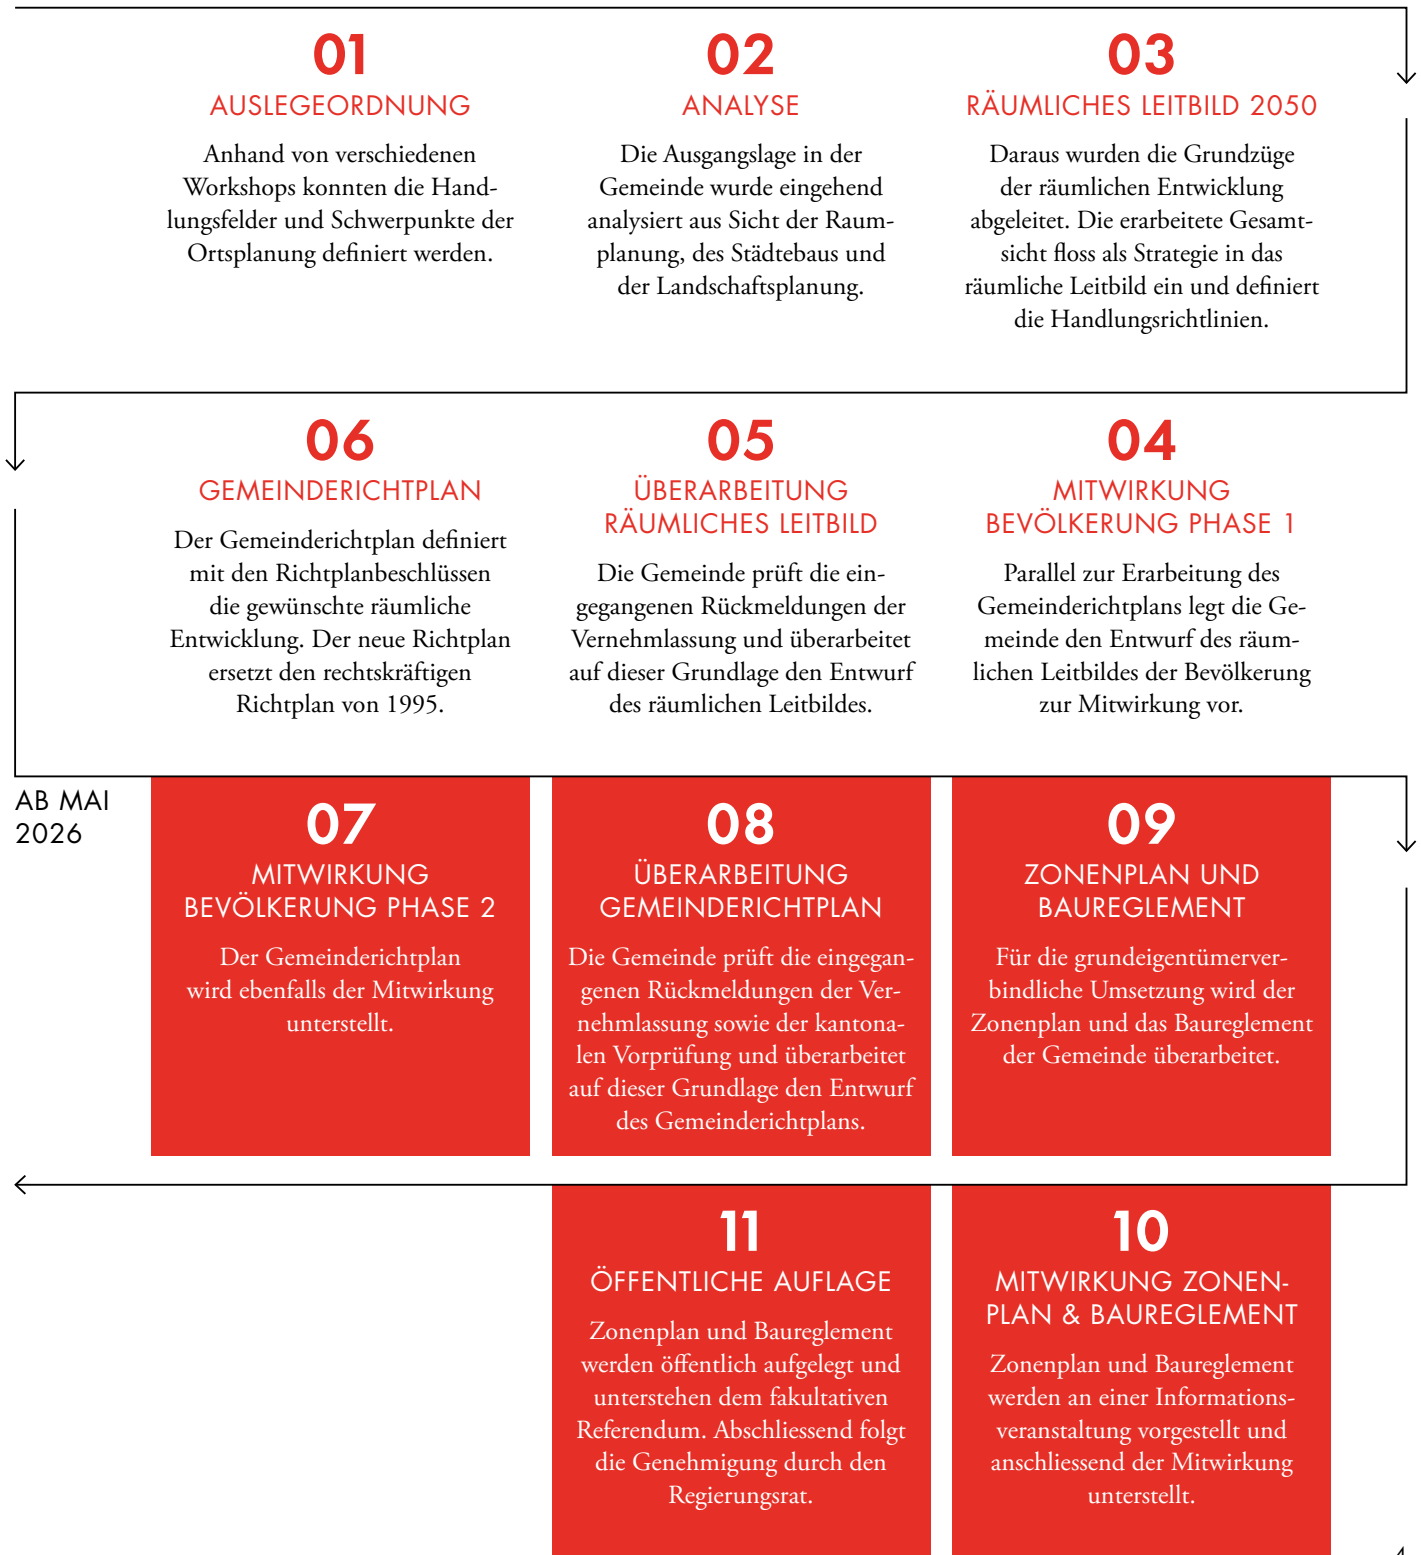 01
AUSLEGEORDNUNG
Anhand von verschiedenen
Workshops konnten die Hand-
lungsfelder und Schwerpunkte der
Ortsplanung definiert werden.
02
ANALYSE
Die Ausgangslage in der
Gemeinde wurde eingehend
analysiert aus Sicht der Raum-
planung, des Städtebaus und
der Landschaftsplanung.
03
RÄUMLICHES LEITBILD 2050
Daraus wurden die Grundzüge
der räumlichen Entwicklung
abgeleitet. Die erarbeitete Gesamt-
sicht floss als Strategie in das
räumliche Leitbild ein und definiert
die Handlungsrichtlinien.
04
MITWIRKUNG
BEVÖLKERUNG PHASE 1
Parallel zur Erarbeitung des
Gemeinderichtplans legt die Ge-
meinde den Entwurf des räum-
lichen Leitbildes der Bevölkerung
zur Mitwirkung vor.
05
ÜBERARBEITUNG
RÄUMLICHES LEITBILD
Die Gemeinde prüft die ein-
gegangenen Rückmeldungen der
Vernehmlassung und überarbeitet
auf dieser Grundlage den Entwurf
des räumlichen Leitbildes.
06
GEMEINDERICHTPLAN
Der Gemeinderichtplan definiert
mit den Richtplanbeschlüssen
die gewünschte räumliche
Entwicklung. Der neue Richtplan
ersetzt den rechtskräftigen
Richtplan von 1995.
AB MAI
2026
07
MITWIRKUNG
BEVÖLKERUNG PHASE 2
Der Gemeinderichtplan
wird ebenfalls der Mitwirkung
unterstellt.
08
ÜBERARBEITUNG
GEMEINDERICHTPLAN
Die Gemeinde prüft die eingegan-
genen Rückmeldungen der Ver-
nehmlassung sowie der kantona-
len Vorprüfung und überarbeitet
auf dieser Grundlage den Entwurf
des Gemeinderichtplans.
09
ZONENPLAN UND
BAUREGLEMENT
Für die grundeigentümerver-
bindliche Umsetzung wird der
Zonenplan und das Baureglement
der Gemeinde überarbeitet.
10
MITWIRKUNG ZONEN-
PLAN & BAUREGLEMENT
Zonenplan und Baureglement
werden an einer Informations-
veranstaltung vorgestellt und
anschliessend der Mitwirkung
unterstellt.
11
ÖFFENTLICHE AUFLAGE
Zonenplan und Baureglement
werden öffentlich aufgelegt und
unterstehen dem fakultativen
Referendum. Abschliessend folgt
die Genehmigung durch den
Regierungsrat.